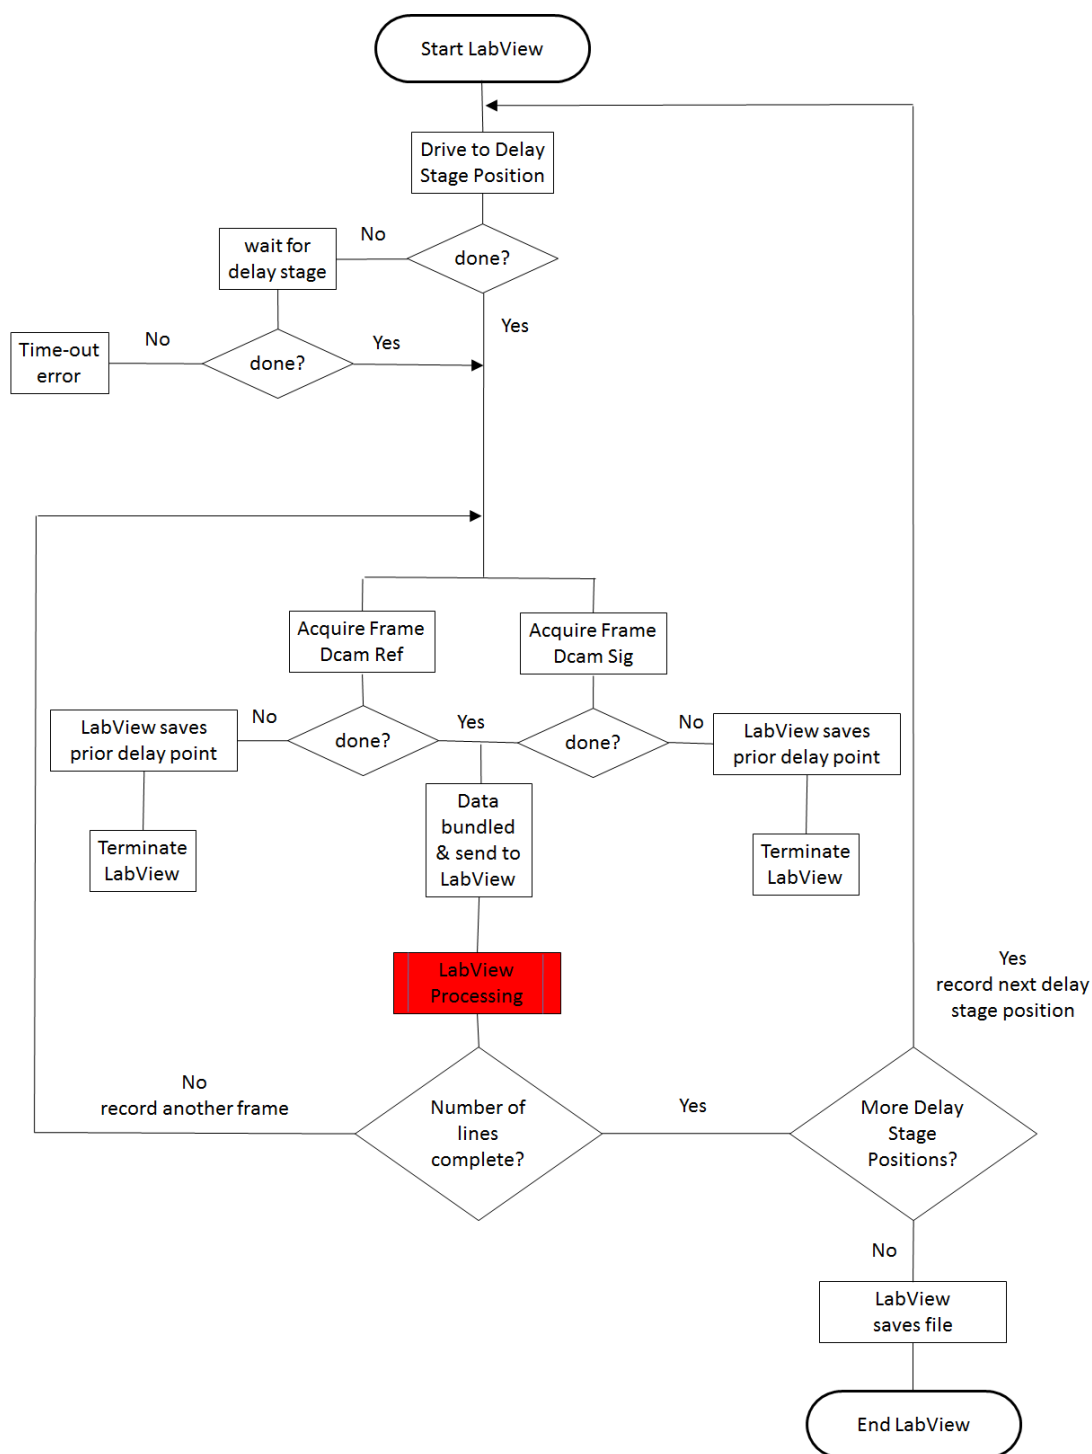 Start LabView
Drive to Delay
Stage Position
No
wait for
delay stage
done?
Yes
No
Time-out
error
done?
Yes
Acquire Frame
Dcam Ref
Acquire Frame
Dcam Sig
No
LabView saves
prior delay point
done?
Yes
done?
No
LabView saves
prior delay point
Data
bundled
& send to
LabView
Terminate
LabView
Terminate
LabView
LabView
Processing
Yes
record next delay
stage position
No
record another frame
Number of
lines
complete?
Yes
More Delay
Stage
Positions?
No
LabView
saves file
End LabView